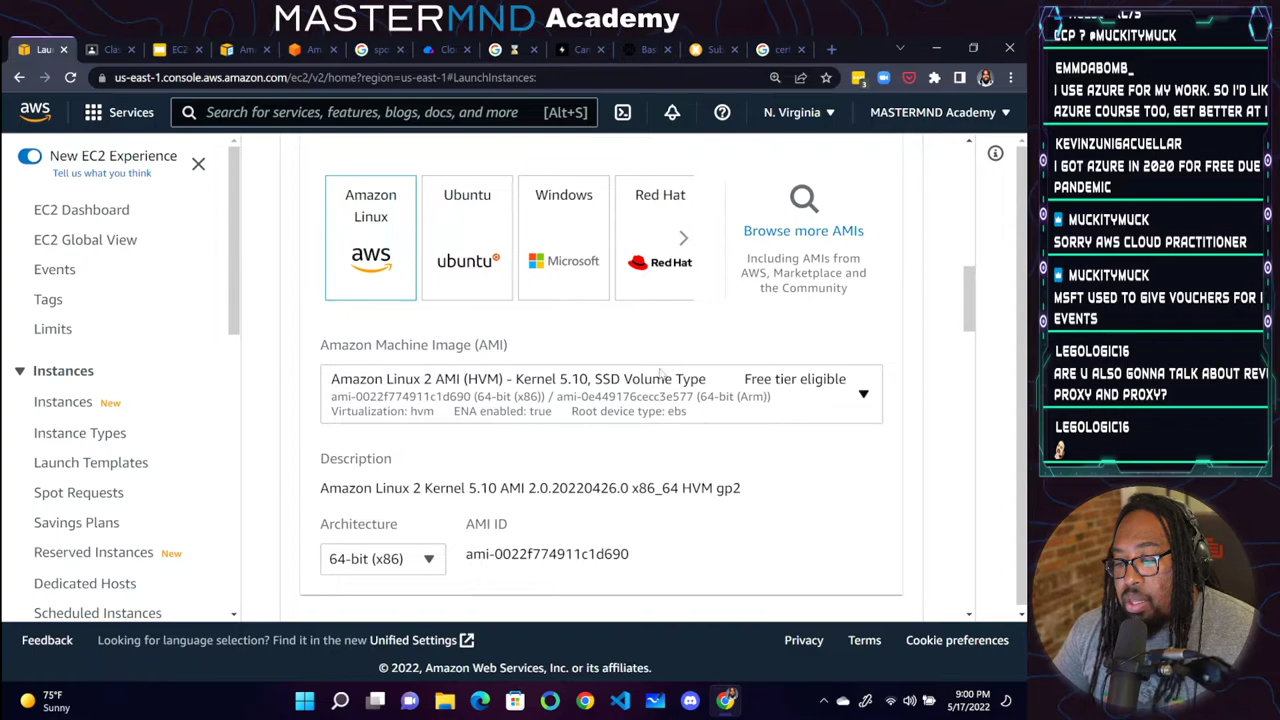 MASTERMND Academy
Lau
Clas
EC2
Ama
Am
spo
Clo
Car
Bas
Sub
cert
us-east-1.console.aws.amazon.com/ec2/v2/home?region=us-east-1#LaunchInstances:
aws
Services
Search for services, features, blogs, docs, and more
[Alt+S]
N. Virginia
MASTERMND Academy
New EC2 Experience
Tell us what you think
EC2 Dashboard
EC2 Global View
Events
Tags
Limits
Instances
Instances New
Instance Types
Launch Templates
Spot Requests
Savings Plans
Reserved Instances New
Dedicated Hosts
Scheduled Instances
Amazon
Linux
aws
Ubuntu
ubuntu
Windows
Microsoft
Red Hat
Red Hat
Browse more AMIs
Including AMIs from
AWS, Marketplace and
the Community
Amazon Machine Image (AMI)
Amazon Linux 2 AMI (HVM) - Kernel 5.10, SSD Volume Type
Free tier eligible
ami-0022f774911c1d690 (64-bit (x86)) / ami-0e449176cecc3e577 (64-bit (Arm))
Virtualization: hvm ENA enabled: true Root device type: ebs
Description
Amazon Linux 2 Kernel 5.10 AMI 2.0.20220426.0 x86_64 HVM gp2
Architecture
AMI ID
64-bit (x86)
ami-0022f774911c1d690
Feedback
Looking for language selection? Find it in the new Unified Settings
Privacy
Terms
Cookie preferences
© 2022, Amazon Web Services, Inc. or its affiliates.
75°F
Sunny
9:00 PM
5/17/2022
CCP ? @MUCKITYMUCK
EMMDABOMB_
I USE AZURE FOR MY WORK. SO I'D LIK
AZURE COURSE TOO, GET BETTER AT
KEVINZUNIGACUELLAR
I GOT AZURE IN 2020 FOR FREE DUE
PANDEMIC
MUCKITYMUCK
SORRY AWS CLOUD PRACTITIONER
MUCKITYMUCK
MSFT USED TO GIVE VOUCHERS FOR
EVENTS
LEGOLOGIC16
ARE U ALSO GONNA TALK ABOUT REV
PROXY AND PROXY?
LEGOLOGIC16